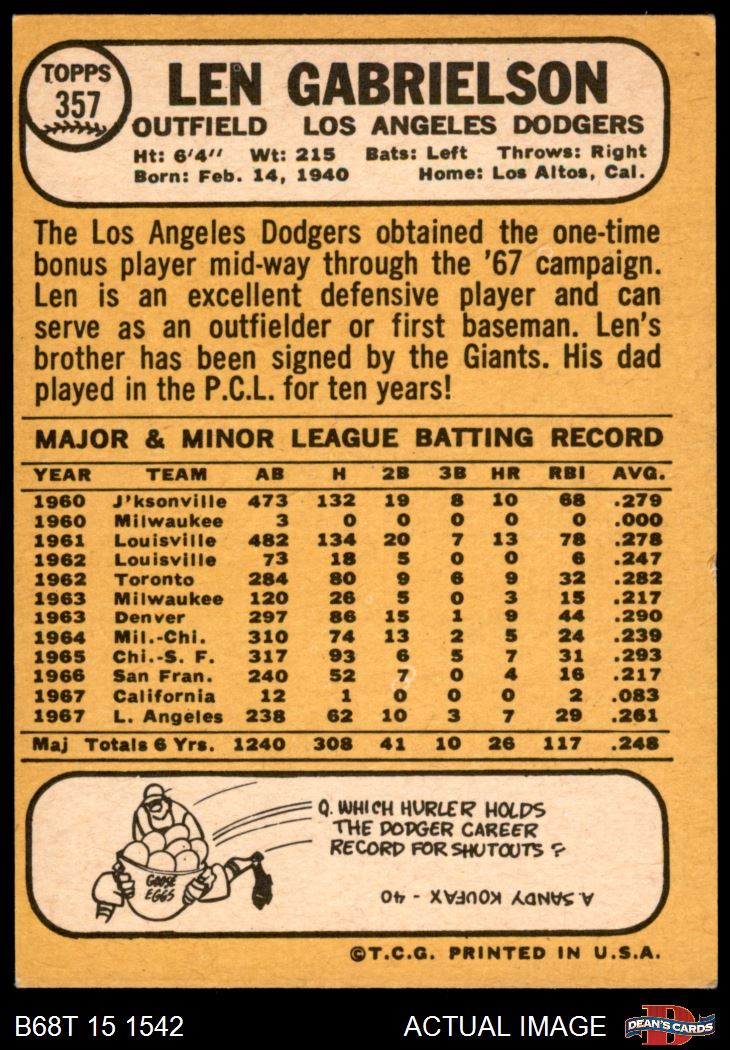 TOPPS
357
LEN GABRIELSON
OUTFIELD LOS ANGELES DODGERS
Ht: 6'4" Wt: 215 Bats: Left Throws: Right
Born: Feb. 14, 1940 Home: Los Altos, Cal.
The Los Angeles Dodgers obtained the one-time
bonus player mid-way through the '67 campaign.
Len is an excellent defensive player and can
serve as an outfielder or first baseman. Len's
brother has been signed by the Giants. His dad
played in the P.C.L. for ten years!
MAJOR & MINOR LEAGUE BATTING RECORD
YEAR TEAM AB H 2B 3B HR RBI AVG.
1960 J'ksonville 473 132 19 8 10 68 .279
1960 Milwaukee 3 0 0 0 0 0 .000
1961 Louisville 482 134 20 7 13 78 .278
1962 Louisville 73 18 5 0 0 6 .247
1962 Toronto 284 80 9 6 9 32 .282
1963 Milwaukee 120 26 5 0 3 15 .217
1963 Denver 297 86 15 1 9 44 .290
1964 Mil.-Chi. 310 74 13 2 5 24 .239
1965 Chi.-S. F. 317 93 6 5 7 31 .293
1966 San Fran. 240 52 7 0 4 16 .217
1967 California 12 1 0 0 0 2 .083
1967 L. Angeles 238 62 10 3 7 29 .261
Maj Totals 6 Yrs. 1240 308 41 10 26 117 .248
GOOSE
EGGS
Q. WHICH HURLER HOLDS
THE DODGER CAREER
RECORD FOR SHUTOUTS?
A. SANDY KOUFAX - 40
©T.C.G. PRINTED IN U.S.A.
B68T 15 1542 ACTUAL IMAGE
D
DEAN'S CARDS